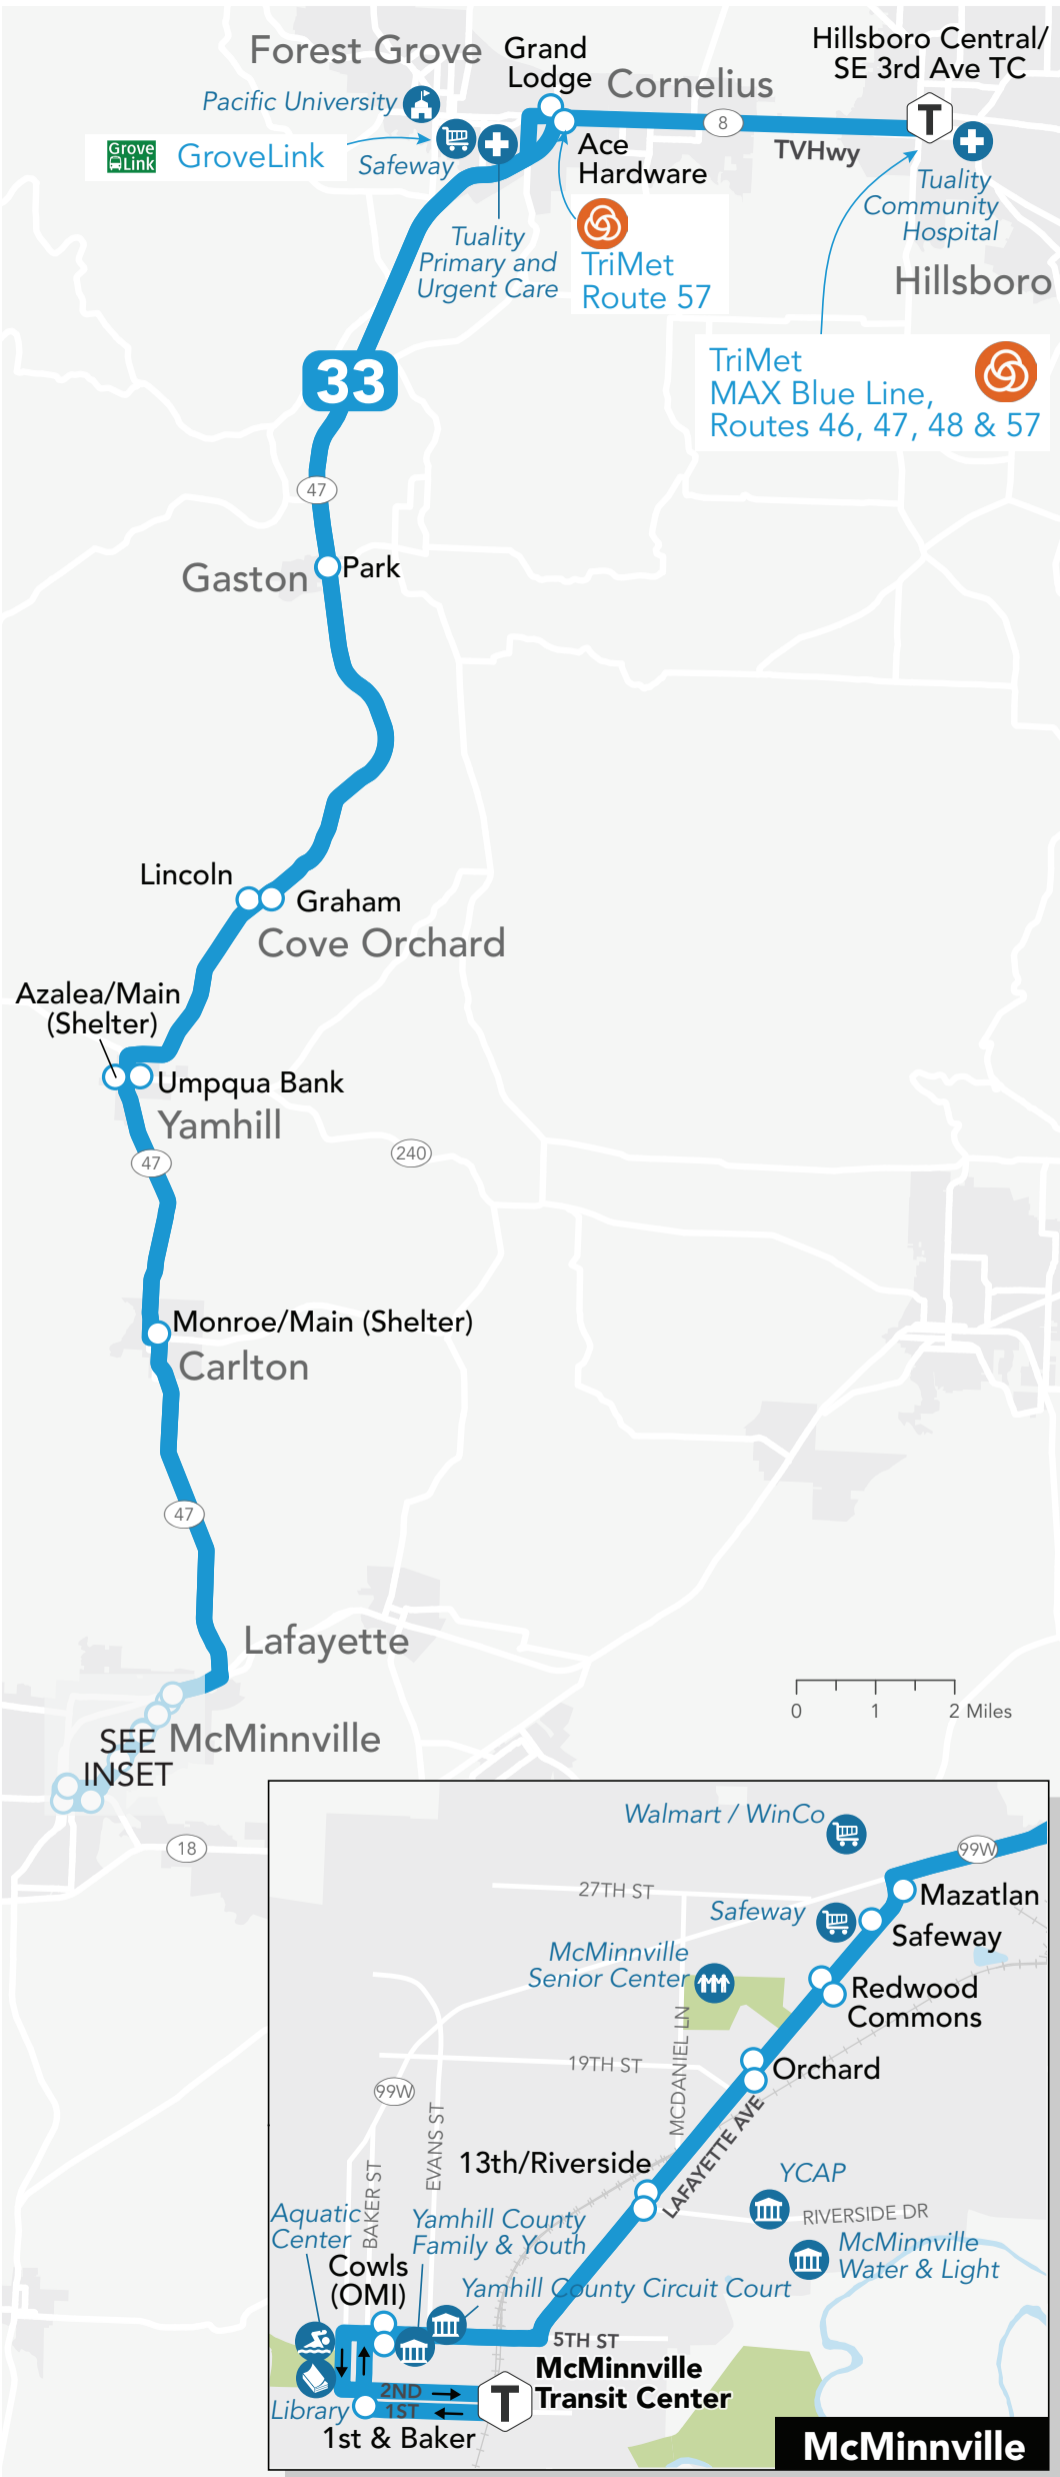 Forest Grove
Grand
Lodge
Cornelius
Hillsboro Central/
SE 3rd Ave TC
Pacific University
8
T
Grove
Link
GroveLink
Safeway
Ace
Hardware
TVHwy
Tuality
Community
Hospital
Tuality
Primary and
Urgent Care
TriMet
Route 57
Hillsboro
33
TriMet
MAX Blue Line,
Routes 46, 47, 48 & 57
47
Gaston
Park
Lincoln
Graham
Cove Orchard
Azalea/Main
(Shelter)
Umpqua Bank
Yamhill
47
240
Monroe/Main (Shelter)
Carlton
47
Lafayette
0 1 2 Miles
SEE
INSET
McMinnville
18
Walmart / WinCo
99W
27TH ST
Mazatlan
Safeway
Safeway
McMinnville
Senior Center
Redwood
Commons
MCDANIEL LN
19TH ST
Orchard
99W
EVANS ST
LAFAYETTE AVE
13th/Riverside
BAKER ST
YCAP
RIVERSIDE DR
Aquatic
Center
Yamhill County
Family & Youth
McMinnville
Water & Light
Cowls
(OMI)
Yamhill County Circuit Court
5TH ST
McMinnville
Transit Center
T
2ND
1ST
Library
1st & Baker
McMinnville